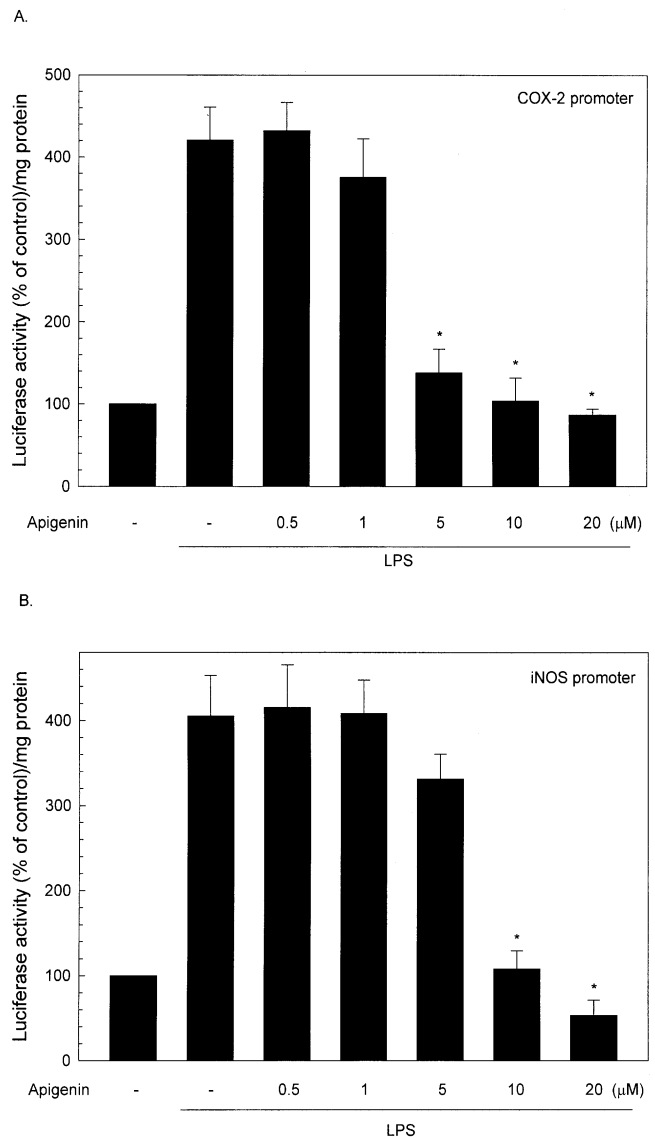 A.
COX-2 promoter
Luciferase activity (% of control)/mg protein
500
400
300
200
100
0
* * *
Apigenin - - 0.5 1 5 10 20 (μM)
LPS
B.
iNOS promoter
Luciferase activity (% of control)/mg protein
400
300
200
100
0
* *
Apigenin - - 0.5 1 5 10 20 (μM)
LPS